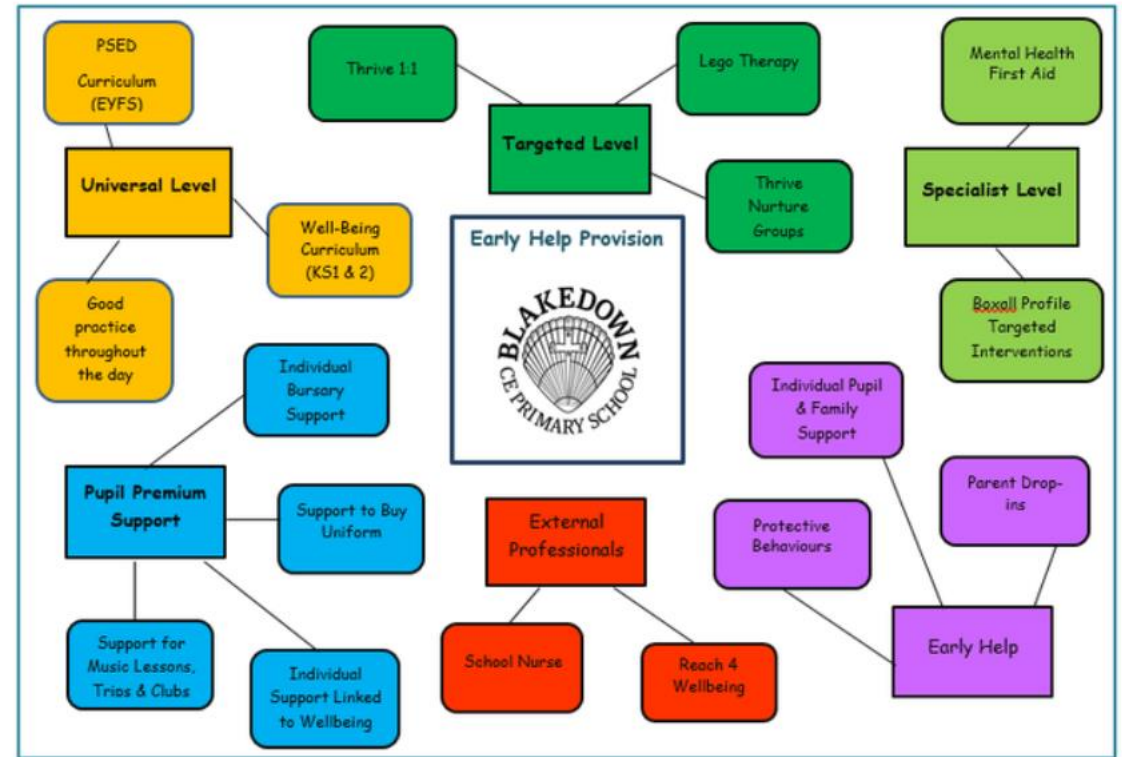 PSED
Curriculum
(EYFS)
Universal Level
Well-Being
Curriculum
(KS1 & 2)
Good
practice
throughout
the day
Thrive 1:1
Lego Therapy
Targeted Level
Thrive
Nurture
Groups
Mental Health
First Aid
Specialist Level
Boxall Profile
Targeted
Interventions
Early Help Provision
BLAKEDOWN
CE PRIMARY SCHOOL
Individual
Bursary
Support
Pupil Premium
Support
Support to Buy
Uniform
Support for
Music Lessons,
Trips & Clubs
Individual
Support Linked
to Wellbeing
External
Professionals
School Nurse
Reach 4
Wellbeing
Individual Pupil
& Family
Support
Parent Drop-
ins
Protective
Behaviours
Early Help